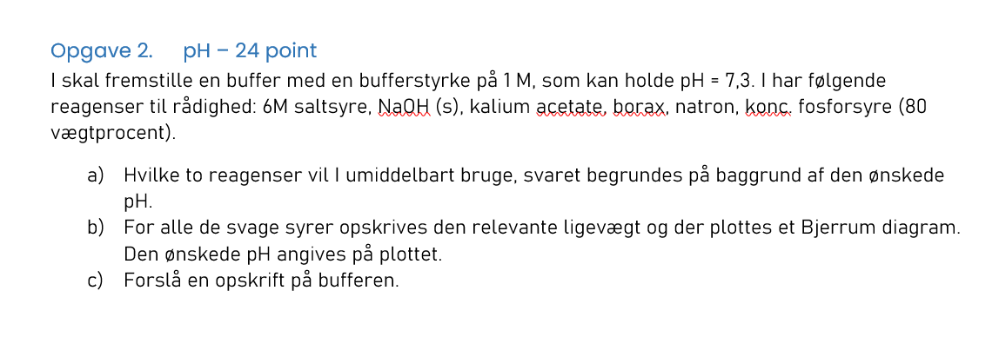 Opgave 2. pH – 24 point
I skal fremstille en buffer med en bufferstyrke på 1 M, som kan holde pH = 7,3. I har følgende
reagenser til rådighed: 6M saltsyre, NaOH (s), kalium acetate, borax, natron, konc. fosforsyre (80
vægtprocent).
a) Hvilke to reagenser vil I umiddelbart bruge, svaret begrundes på baggrund af den ønskede
pH.
b) For alle de svage syrer opskrives den relevante ligevægt og der plottes et Bjerrum diagram.
Den ønskede pH angives på plottet.
c) Forslå en opskrift på bufferen.